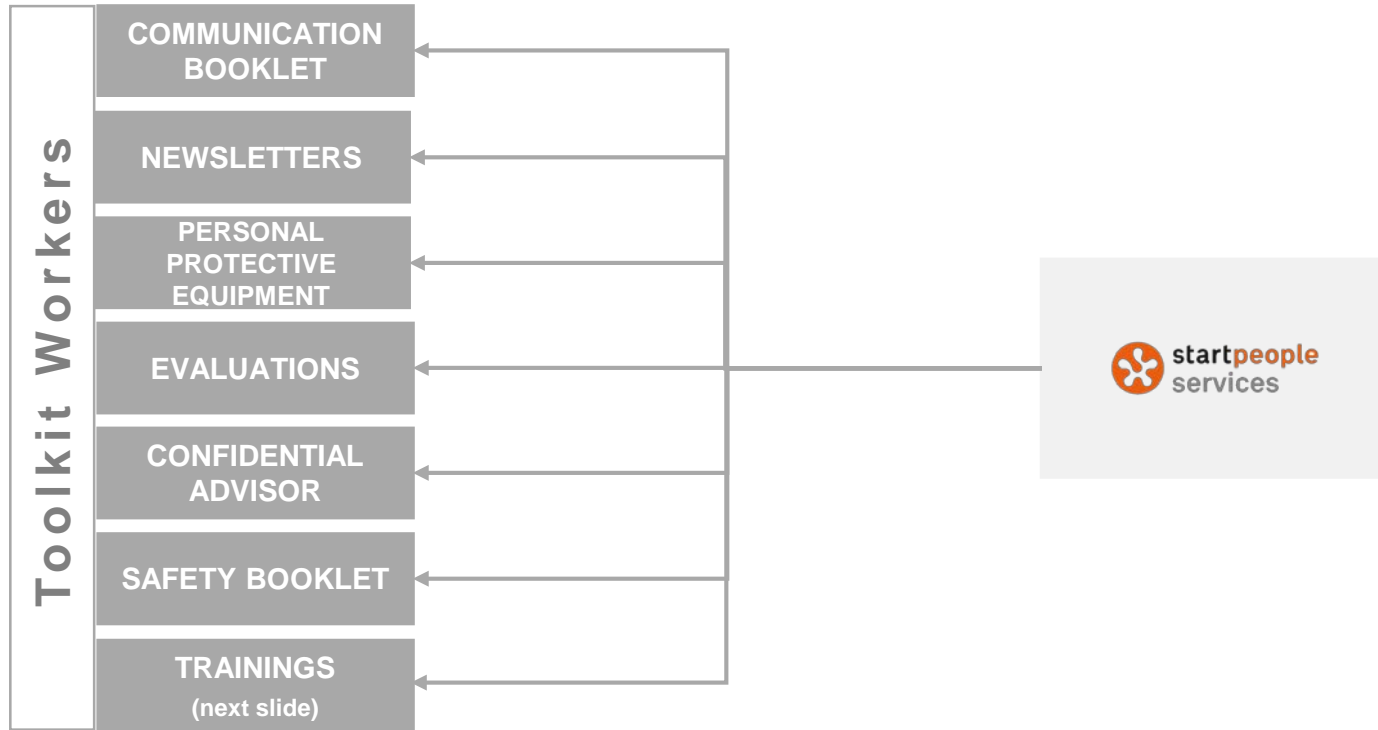 Toolkit Workers
COMMUNICATION
BOOKLET
NEWSLETTERS
PERSONAL
PROTECTIVE
EQUIPMENT
EVALUATIONS
CONFIDENTIAL
ADVISOR
SAFETY BOOKLET
TRAININGS
(next slide)
startpeople
services